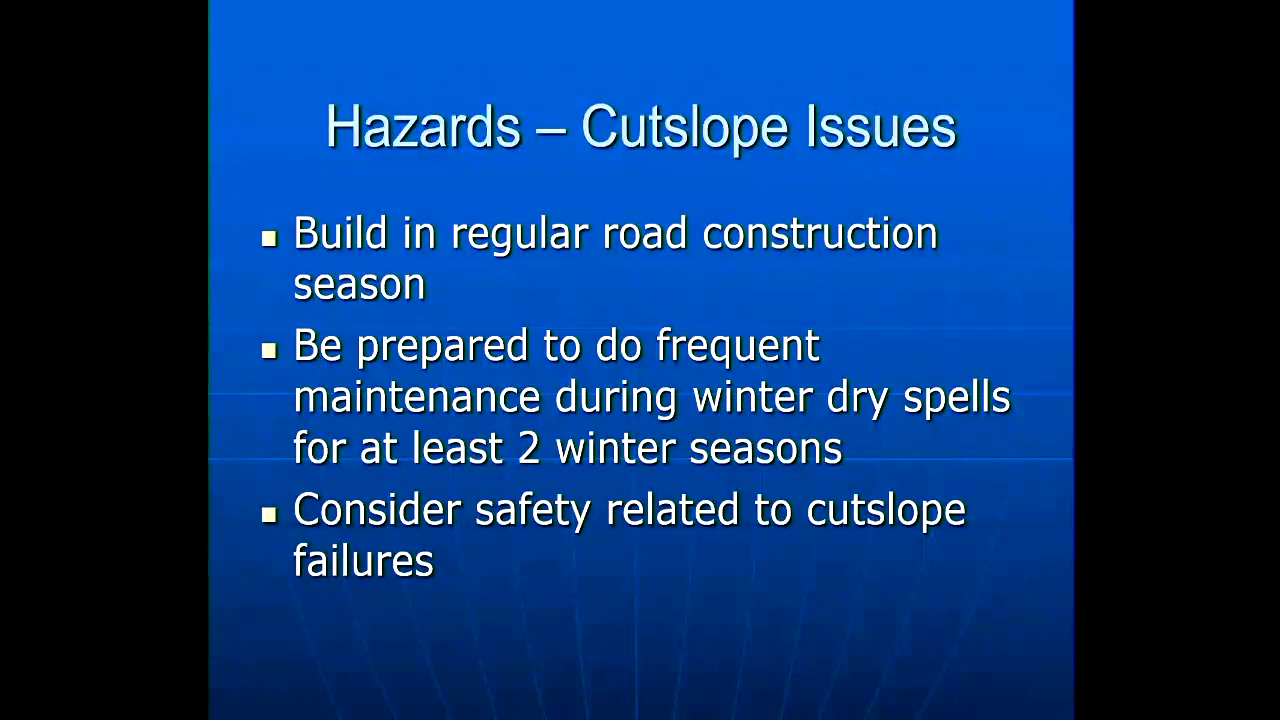 Hazards – Cutslope Issues
Build in regular road construction
season
Be prepared to do frequent
maintenance during winter dry spells
for at least 2 winter seasons
Consider safety related to cutslope
failures